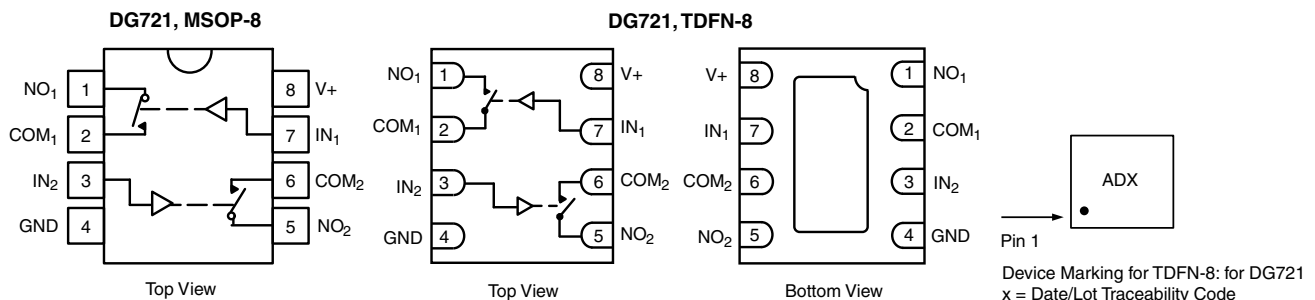 DG721, MSOP-8
NO1 1
COM1 2
IN2 3
GND 4
8 V+
7 IN1
6 COM2
5 NO2
Top View
DG721, TDFN-8
NO1 1
COM1 2
IN2 3
GND 4
8 V+
7 IN1
6 COM2
5 NO2
Top View
V+ 8
IN1 7
COM2 6
NO2 5
1 NO1
2 COM1
3 IN2
4 GND
Bottom View
ADX
Pin 1
Device Marking for TDFN-8: for DG721
x = Date/Lot Traceability Code